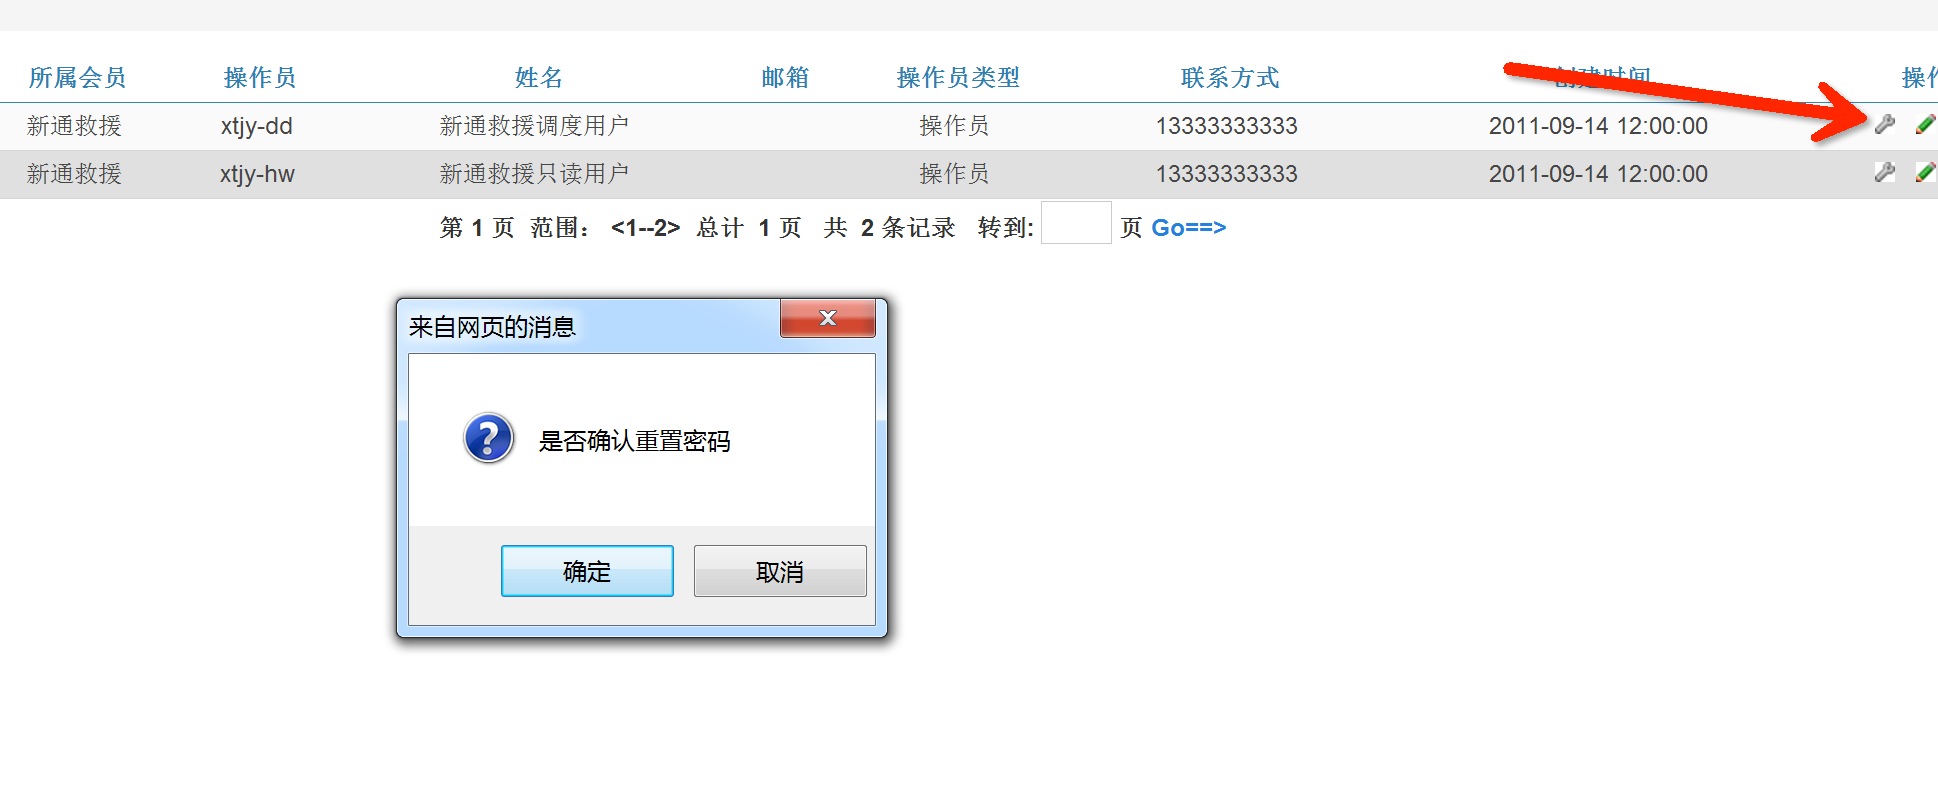 所属会员 操作员 姓名 邮箱 操作员类型 联系方式 创建时间 操作
新通救援 xtjy-dd 新通救援调度用户 操作员 13333333333 2011-09-14 12:00:00
新通救援 xtjy-hw 新通救援只读用户 操作员 13333333333 2011-09-14 12:00:00
第 1 页 范围： <1--2> 总计 1 页 共 2 条记录 转到: 页 Go==>
来自网页的消息
是否确认重置密码
确定 取消